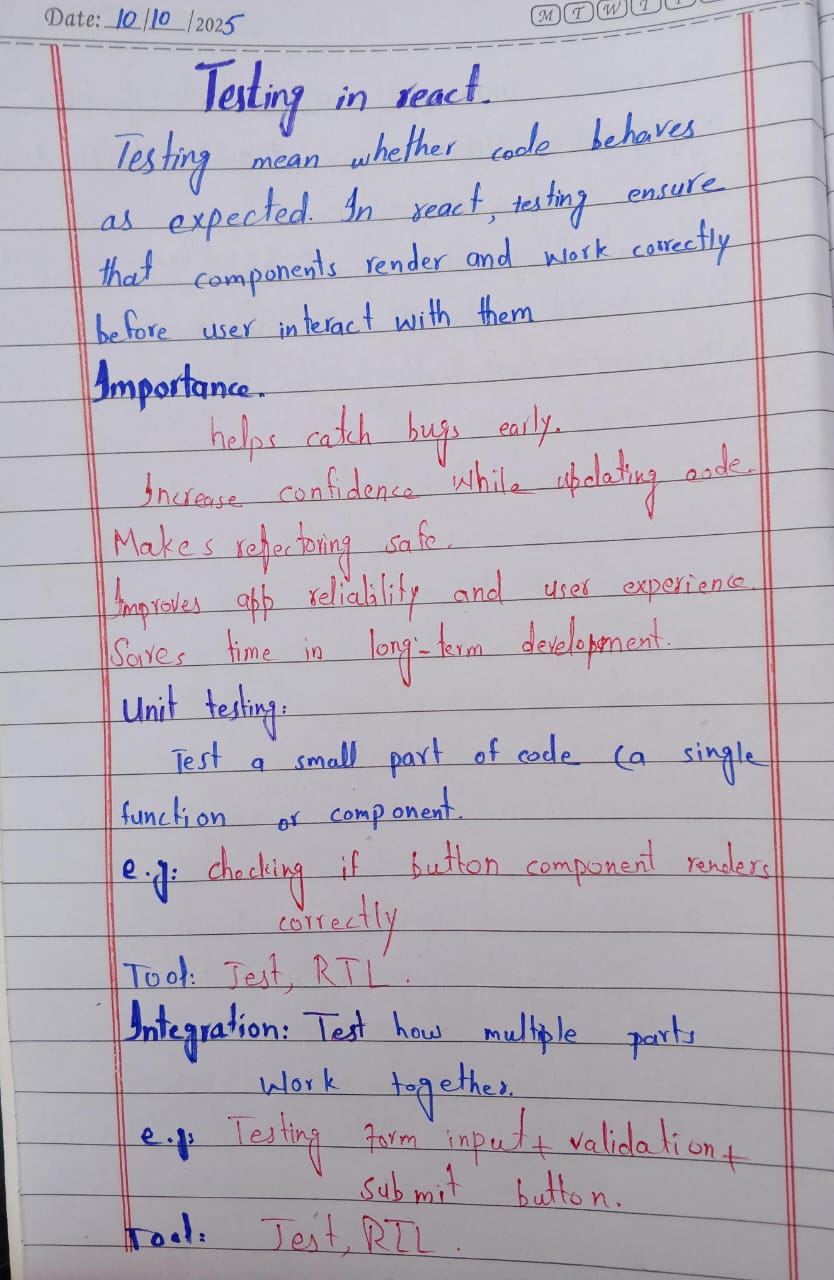 Date: 10/10/2025
M T W T
Testing in react.
Testing mean whether code behaves
as expected. In react, testing ensure
that components render and work correctly
before user interact with them
Importance.
helps catch bugs early.
Increase confidence while updating code.
Makes refectoring safe.
Improves app reliability and user experience.
Saves time in long-term development.
Unit testing:
Test a small part of code (a single
function or component.
e.g: checking if button component renders
correctly
Tool: Jest, RTL.
Integration: Test how multiple parts
work together.
e.g: Testing form input + validation +
submit button.
Tool: Jest, RTL.